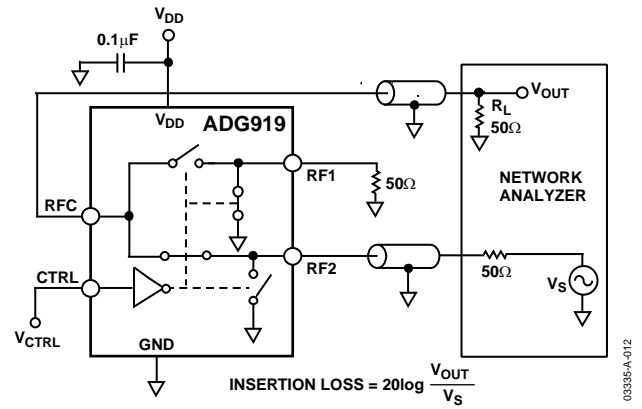 VDD
0.1µF
VDD
ADG919
VOUT
RL
50Ω
RF1
50Ω
NETWORK
ANALYZER
RFC
RF2
50Ω
CTRL
VS
VCTRL
GND
INSERTION LOSS = 20log VOUT
VS
03335-A-012